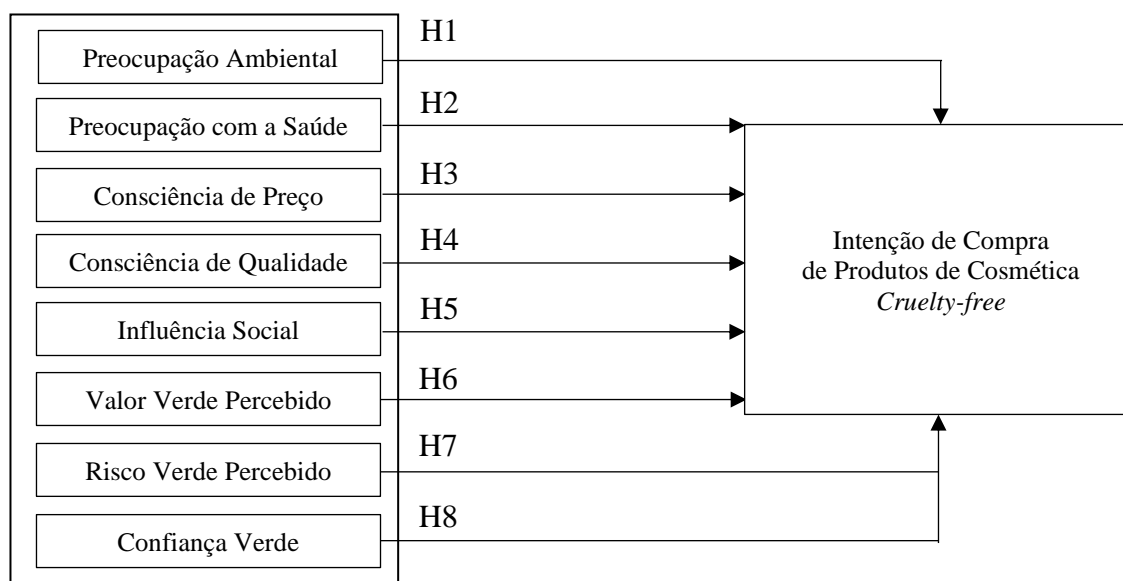 H1
Preocupação Ambiental
H2
Preocupação com a Saúde
H3
Consciência de Preço
H4
Consciência de Qualidade
H5
Influência Social
H6
Valor Verde Percebido
H7
Risco Verde Percebido
H8
Confiança Verde
Intenção de Compra
de Produtos de Cosmética
Cruelty-free